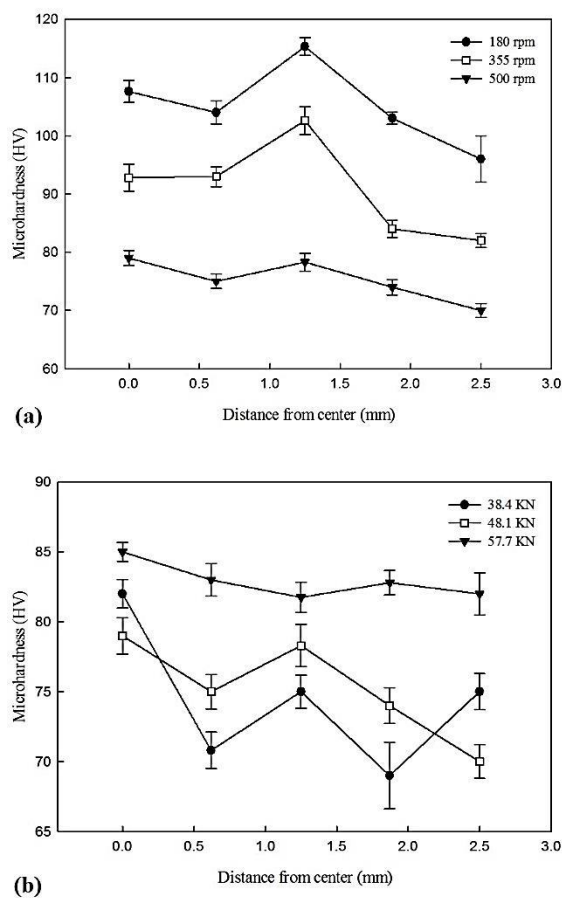 120
110
100
90
80
70
60
Microhardness (HV)
180 rpm
355 rpm
500 rpm
0.0 0.5 1.0 1.5 2.0 2.5 3.0
(a)
Distance from center (mm)
90
85
80
75
70
65
Microhardness (HV)
38.4 KN
48.1 KN
57.7 KN
0.0 0.5 1.0 1.5 2.0 2.5 3.0
(b)
Distance from center (mm)